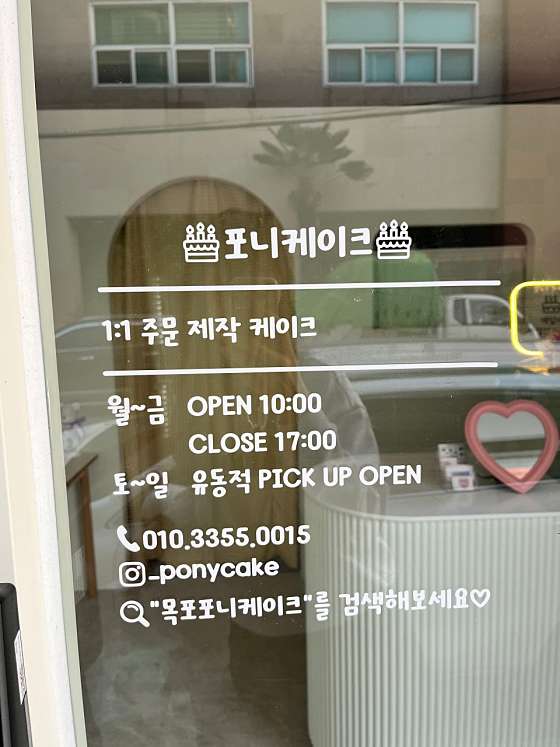 포니케이크
1:1 주문 제작 케이크
월~금 OPEN 10:00
CLOSE 17:00
토~일 유동적 PICK UP OPEN
010.3355.0015
_ponycake
"목포포니케이크"를 검색해보세요♡